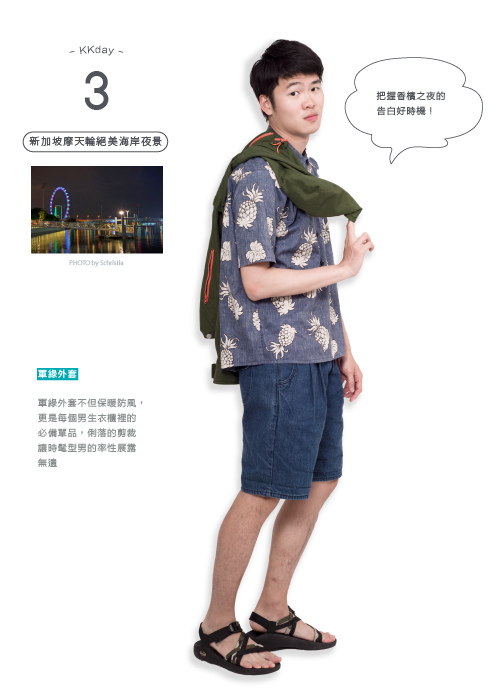 ~ KKday ~
3
新加坡摩天輪絕美海岸夜景
PHOTO by Schristia
把握香檳之夜的
告白好時機！
軍綠外套
軍綠外套不但保暖防風，
更是每個男生衣櫃裡的
必備單品，俐落的剪裁
讓時髦型男的率性展露
無遺